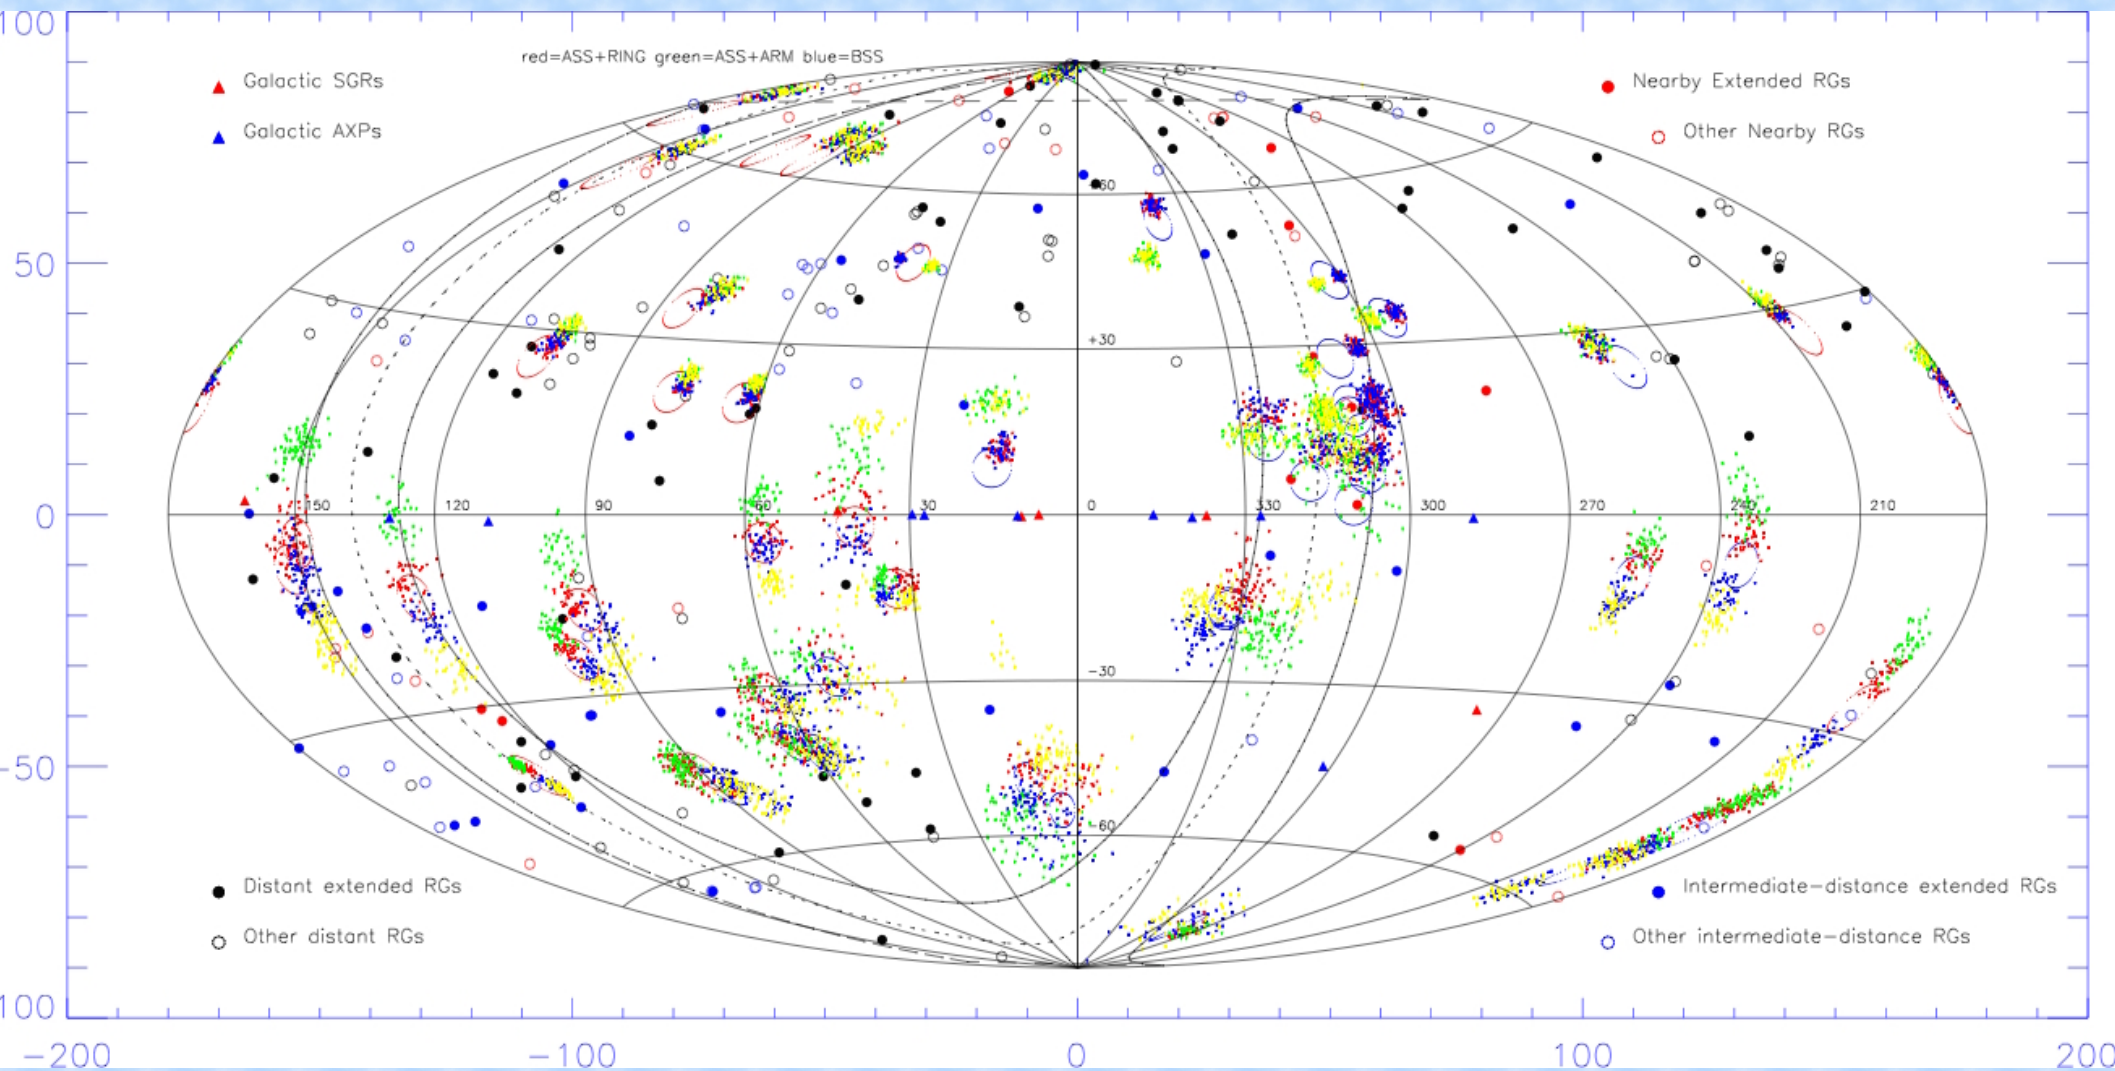 100
red=ASS+RING green=ASS+ARM blue=BSS
Galactic SGRs
Nearby Extended RGs
Galactic AXPs
Other Nearby RGs
+60
50
+30
0
150
120
90
60
30
0
330
300
270
240
210
-30
-50
-60
Distant extended RGs
Intermediate-distance extended RGs
Other distant RGs
Other intermediate-distance RGs
100
-200
-100
0
100
200